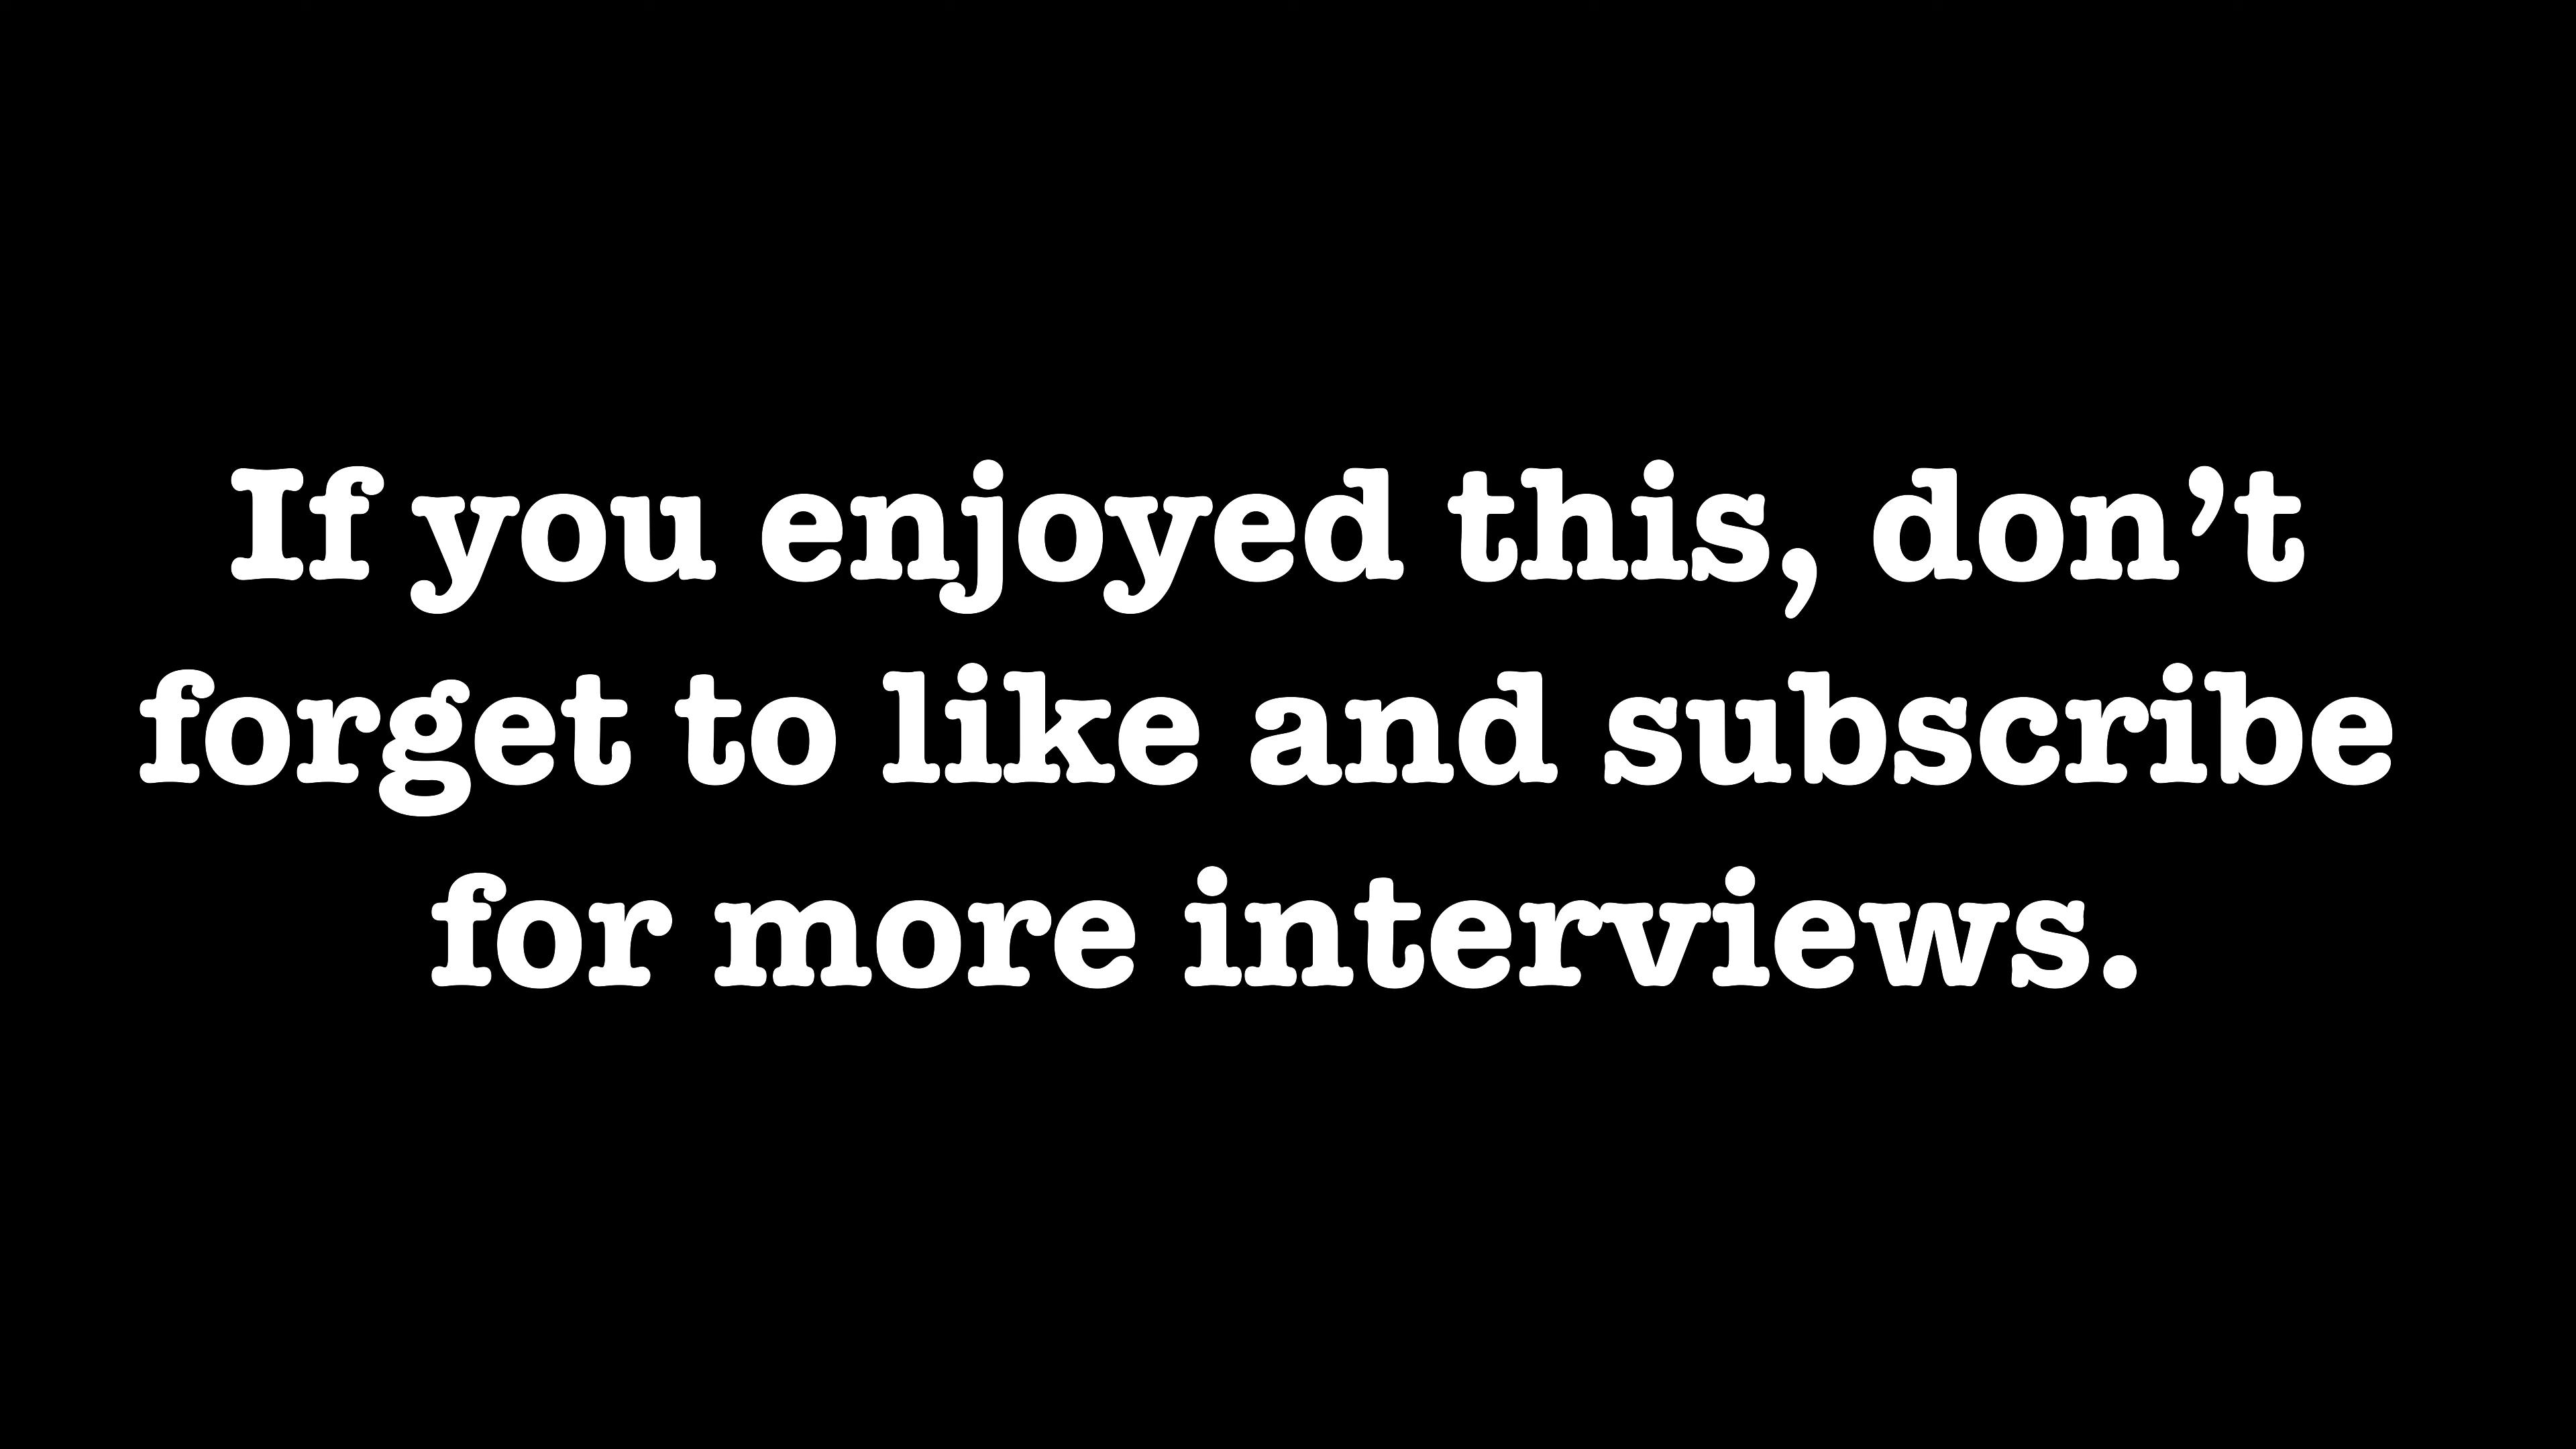 If you enjoyed this, don’t
forget to like and subscribe
for more interviews.